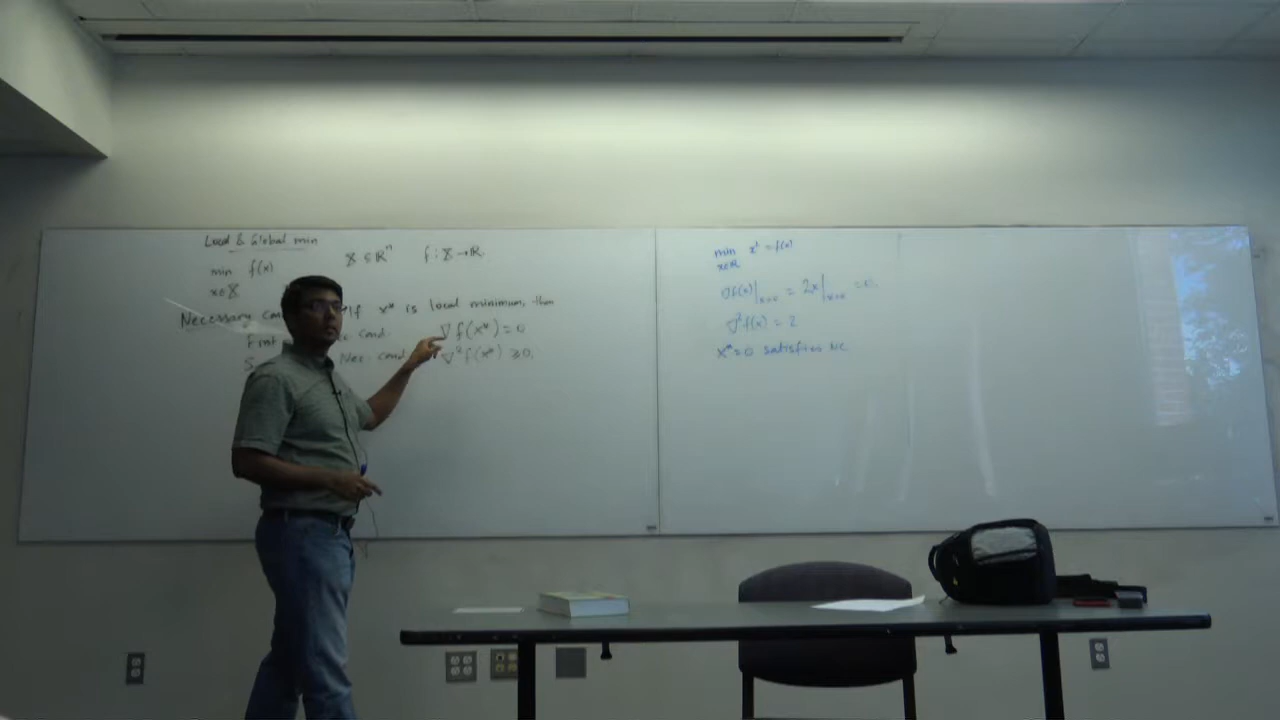 Local & Global min
min f(x) X ⊆ ℝⁿ f : X → ℝ.
x∈X
Necessary If x* is local minimum, then
First cond. ∇f(x*) = 0
S Nec cond. ∇²f(x*) ≥ 0.
min x² = f(x)
x∈ℝ
∇f(x)|ₓ₌₀ = 2x|ₓ₌₀ = 0.
∇²f(x) = 2
x* = 0 satisfies NC.